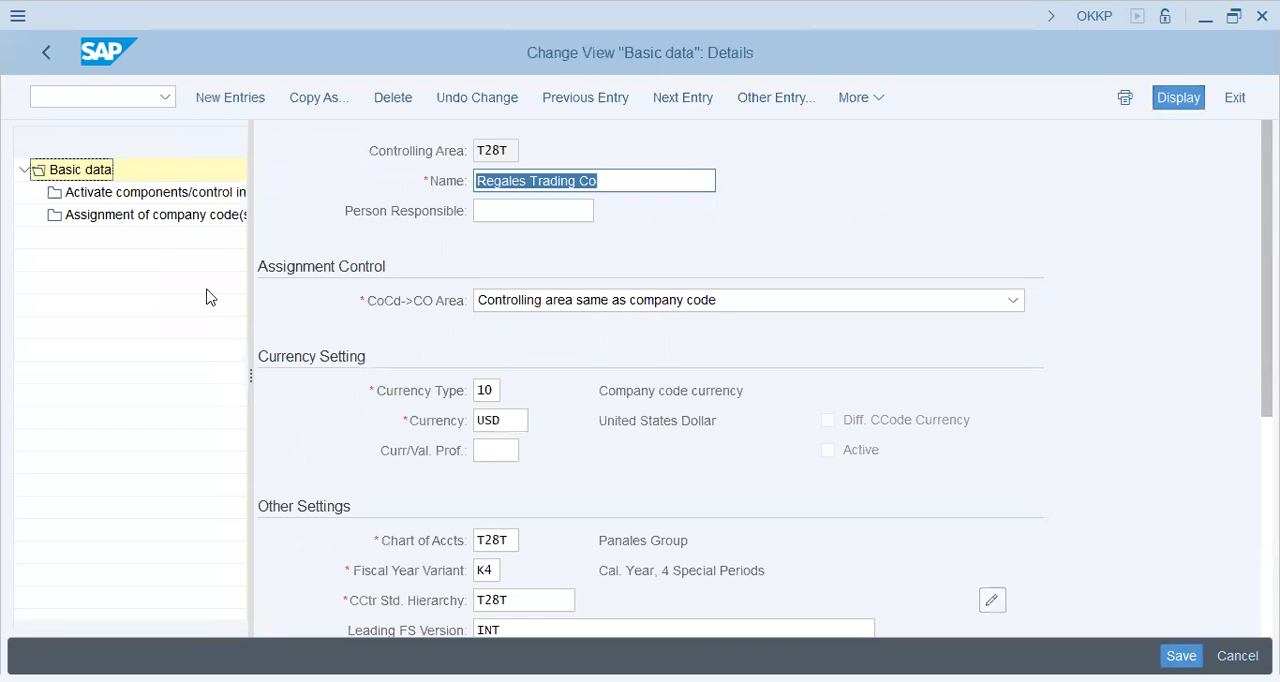 OKKP
SAP
Change View "Basic data": Details
New Entries Copy As... Delete Undo Change Previous Entry Next Entry Other Entry... More Display Exit
Basic data
Activate components/control in
Assignment of company code(s
Controlling Area: T28T
*Name: Regales Trading Co
Person Responsible:
Assignment Control
* CoCd->CO Area: Controlling area same as company code
Currency Setting
*Currency Type: 10 Company code currency
*Currency: USD United States Dollar Diff. CCode Currency
Curr/Val. Prof.: Active
Other Settings
*Chart of Accts: T28T Panales Group
* Fiscal Year Variant: K4 Cal. Year, 4 Special Periods
*CCtr Std. Hierarchy: T28T
Leading FS Version: INT
Save Cancel